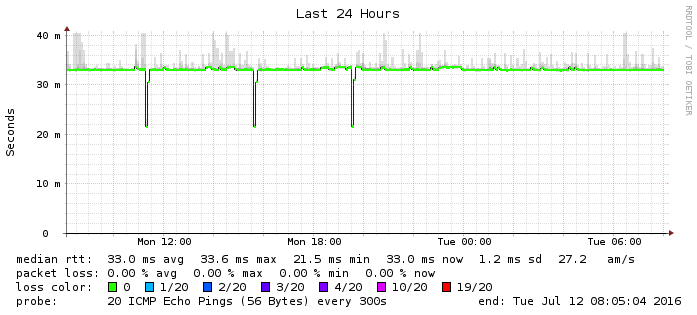 Last 24 Hours
RRDTOOL / TOBI OETIKER
Seconds
40 m
30 m
20 m
10 m
0
Mon 12:00 Mon 18:00 Tue 00:00 Tue 06:00
median rtt: 33.0 ms avg 33.6 ms max 21.5 ms min 33.0 ms now 1.2 ms sd 27.2 am/s
packet loss: 0.00 % avg 0.00 % max 0.00 % min 0.00 % now
loss color: 0 1/20 2/20 3/20 4/20 10/20 19/20
probe: 20 ICMP Echo Pings (56 Bytes) every 300s end: Tue Jul 12 08:05:04 2016